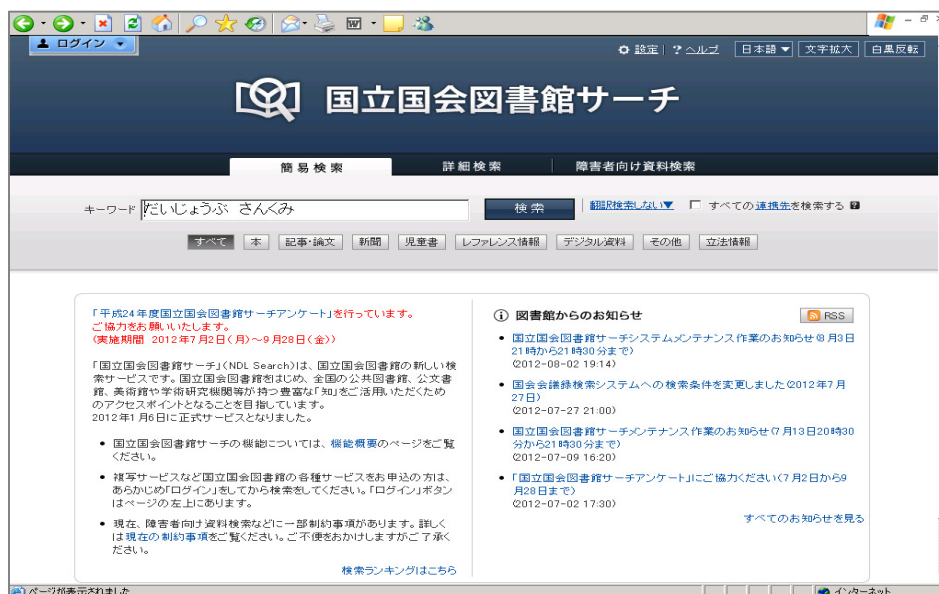 ログイン
設定 | ? ヘルプ 日本語▼ 文字拡大 白黒反転
国立国会図書館サーチ
簡易検索 詳細検索 障害者向け資料検索
キーワード だいじょうぶ さんくみ 検索 翻訳検索しない▼ すべての連携先を検索する ?
すべて 本 記事・論文 新聞 児童書 レファレンス情報 デジタル資料 その他 立法情報
「平成24年度国立国会図書館サーチアンケート」を行っています。
ご協力をお願いいたします。
(実施期間 2012年7月2日(月)~9月28日(金))
「国立国会図書館サーチ」(NDL Search)は、国立国会図書館の新しい検
索サービスです。国立国会図書館をはじめ、全国の公共図書館、公文書
館、美術館や学術研究機関等が持つ豊富な「知」をご活用いただくため
のアクセスポイントとなることを目指しています。
2012年1月6日に正式サービスとなりました。
• 国立国会図書館サーチの機能については、機能概要のページをご覧
ください。
• 複写サービスなど国立国会図書館の各種サービスをお申込の方は、
あらかじめ「ログイン」をしてから検索をしてください。「ログイン」ボタン
はページの左上にあります。
• 現在、障害者向け資料検索などに一部制約事項があります。詳しく
は現在の制約事項をご覧ください。ご不便をおかけしますがご了承く
ださい。
検索ランキングはこちら
図書館からのお知らせ RSS
• 国立国会図書館サーチシステムメンテナンス作業のお知らせ(8月3日
21時から21時30分まで)
(2012-08-02 19:14)
• 国会会議録検索システムへの検索条件を変更しました(2012年7月
27日)
(2012-07-27 21:00)
• 国立国会図書館サーチメンテナンス作業のお知らせ(7月13日20時30
分から21時30分まで)
(2012-07-09 16:20)
• 「国立国会図書館サーチアンケート」にご協力ください(7月2日から9
月28日まで)
(2012-07-02 17:30)
すべてのお知らせを見る
ページが表示されました インターネット